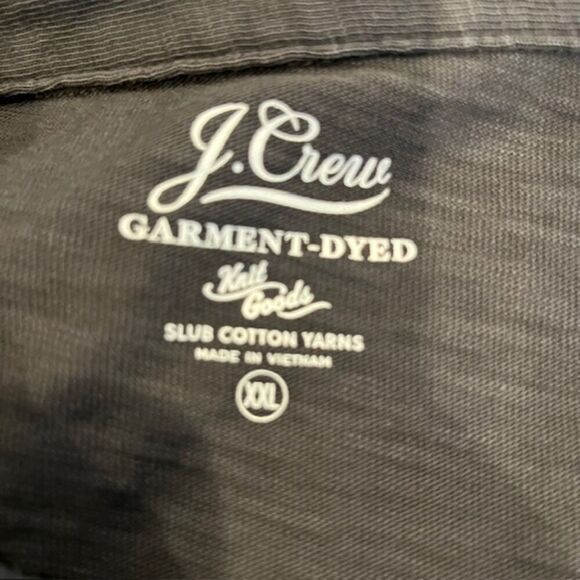 J.Crew
GARMENT-DYED
Knit
Goods
SLUB COTTON YARNS
MADE IN VIETNAM
XXL